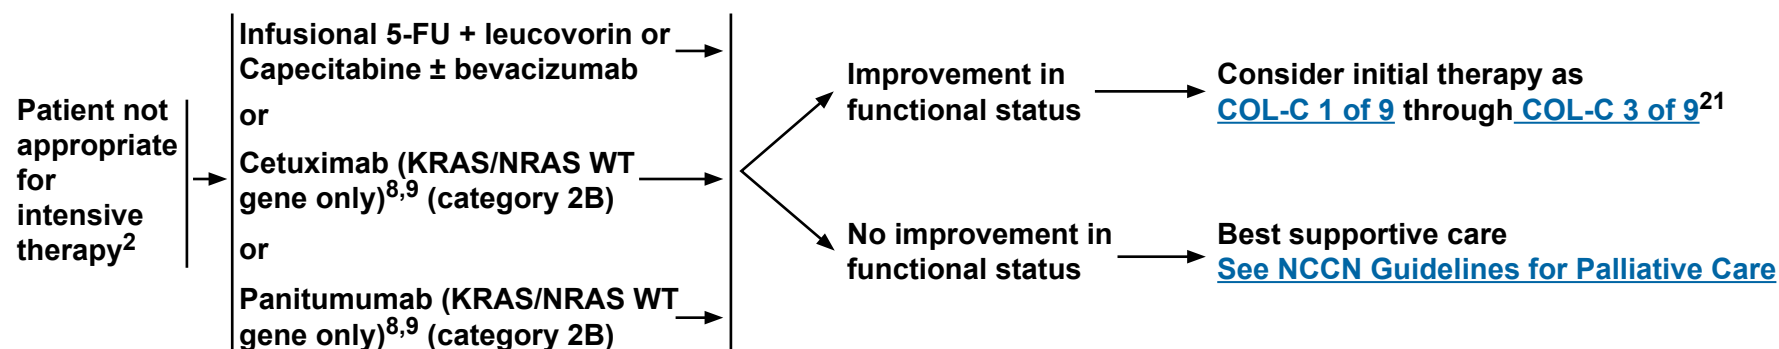 Patient not
appropriate
for
intensive
therapy2
Infusional 5-FU + leucovorin or
Capecitabine ± bevacizumab
or
Cetuximab (KRAS/NRAS WT
gene only)8,9 (category 2B)
or
Panitumumab (KRAS/NRAS WT
gene only)8,9 (category 2B)
Improvement in
functional status
Consider initial therapy as
COL-C 1 of 9 through COL-C 3 of 921
No improvement in
functional status
Best supportive care
See NCCN Guidelines for Palliative Care